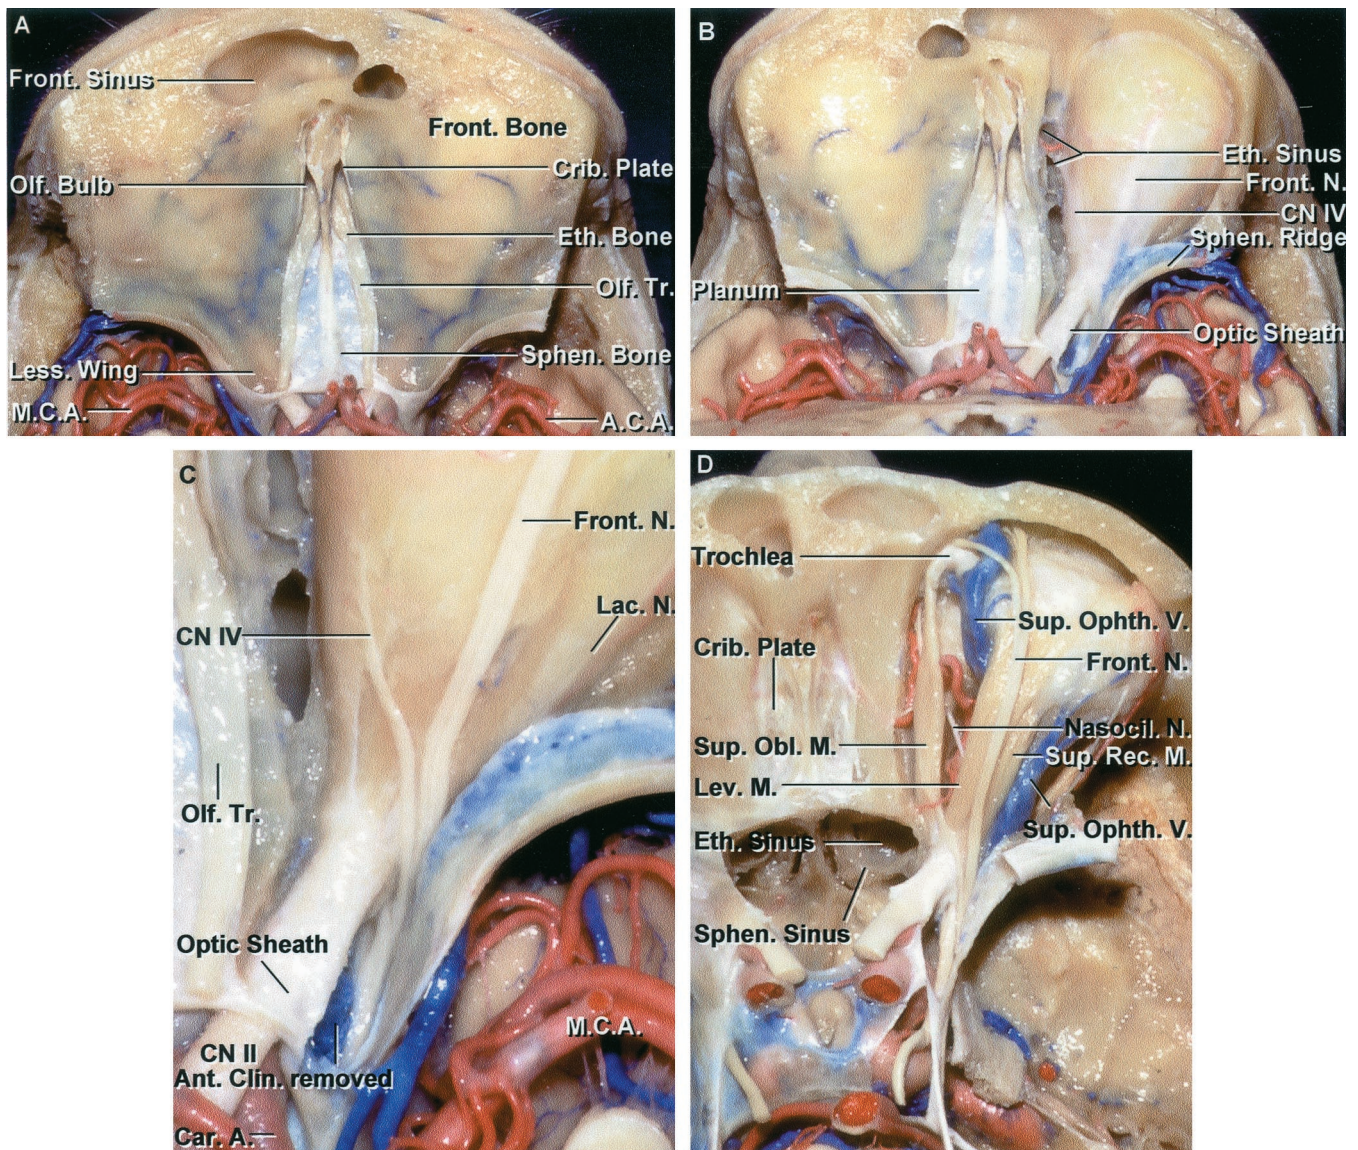 A
Front. Sinus
Front. Bone
Crib. Plate
Olf. Bulb
Eth. Bone
Olf. Tr.
Sphen. Bone
Less. Wing
M.C.A.
A.C.A.
B
Eth. Sinus
Front. N.
CN IV
Sphen. Ridge
Planum
Optic Sheath
C
Front. N.
Lac. N.
CN IV
Olf. Tr.
Optic Sheath
M.C.A.
CN II
Ant. Clin. removed
Car. A.
D
Trochlea
Sup. Ophth. V.
Crib. Plate
Front. N.
Nasocil. N.
Sup. Obl. M.
Sup. Rec. M.
Lev. M.
Sup. Ophth. V.
Eth. Sinus
Sphen. Sinus